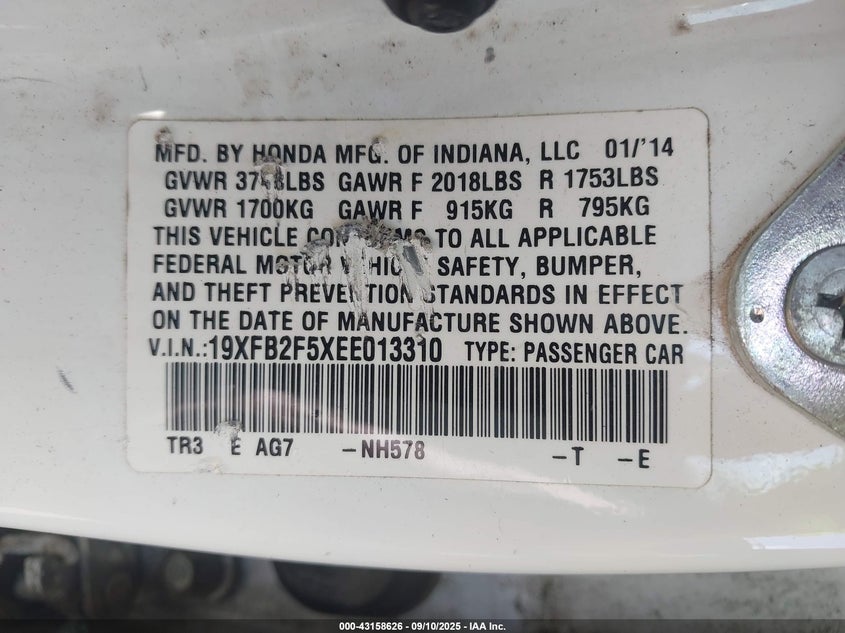 MFD. BY HONDA MFG. OF INDIANA, LLC 01/'14
GVWR LBS GAWR F 2018LBS R 1753LBS
GVWR 1700KG GAWR F 915KG R 795KG
THIS VEHICLE TO ALL APPLICABLE
FEDERAL MOTOR VEHICLE SAFETY, BUMPER,
AND THEFT PREVENTION STANDARDS IN EFFECT
ON THE DATE OF MANUFACTURE SHOWN ABOVE.
V.I.N.:19XFB2F5XEE013310 TYPE: PASSENGER CAR
TR3 E AG7 -NH578 -T -E
000-43158626 - 09/10/2025 - IAA Inc.